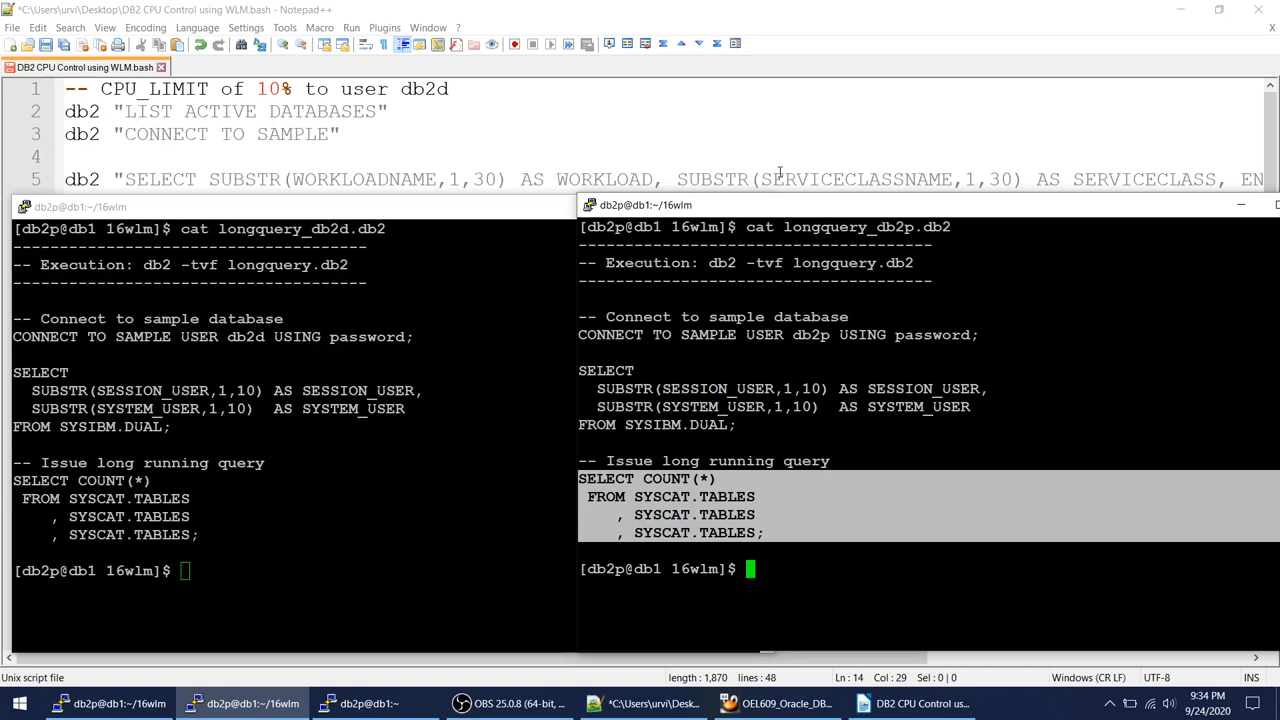 *C:\Users\urvi\Desktop\DB2 CPU Control using WLM.bash - Notepad++
File Edit Search View Encoding Language Settings Tools Macro Run Plugins Window ?
DB2 CPU Control using WLM.bash
1 -- CPU_LIMIT of 10% to user db2d
2 db2 "LIST ACTIVE DATABASES"
3 db2 "CONNECT TO SAMPLE"
4
5 db2 "SELECT SUBSTR(WORKLOADNAME,1,30) AS WORKLOAD, SUBSTR(SERVICECLASSNAME,1,30) AS SERVICECLASS, EN
db2p@db1:~/16wlm
[db2p@db1 16wlm]$ cat longquery_db2d.db2
--------------------------------------
-- Execution: db2 -tvf longquery.db2
--------------------------------------
-- Connect to sample database
CONNECT TO SAMPLE USER db2d USING password;
SELECT
SUBSTR(SESSION_USER,1,10) AS SESSION_USER,
SUBSTR(SYSTEM_USER,1,10)  AS SYSTEM_USER
FROM SYSIBM.DUAL;
-- Issue long running query
SELECT COUNT(*)
FROM SYSCAT.TABLES
, SYSCAT.TABLES
, SYSCAT.TABLES;
[db2p@db1 16wlm]$
db2p@db1:~/16wlm
[db2p@db1 16wlm]$ cat longquery_db2p.db2
--------------------------------------
-- Execution: db2 -tvf longquery.db2
--------------------------------------
-- Connect to sample database
CONNECT TO SAMPLE USER db2p USING password;
SELECT
SUBSTR(SESSION_USER,1,10) AS SESSION_USER,
SUBSTR(SYSTEM_USER,1,10)  AS SYSTEM_USER
FROM SYSIBM.DUAL;
-- Issue long running query
SELECT COUNT(*)
FROM SYSCAT.TABLES
, SYSCAT.TABLES
, SYSCAT.TABLES;
[db2p@db1 16wlm]$
Unix script file length : 1,870 lines : 48 Ln : 14 Col : 29 Sel : 0 | 0 Windows (CR LF) UTF-8 INS
db2p@db1:~/16wlm db2p@db1:~/16wlm db2p@db1:~ OBS 25.0.8 (64-bit, ... *C:\Users\urvi\Desk... OEL609_Oracle_DB... DB2 CPU Control us... 9:34 PM
9/24/2020